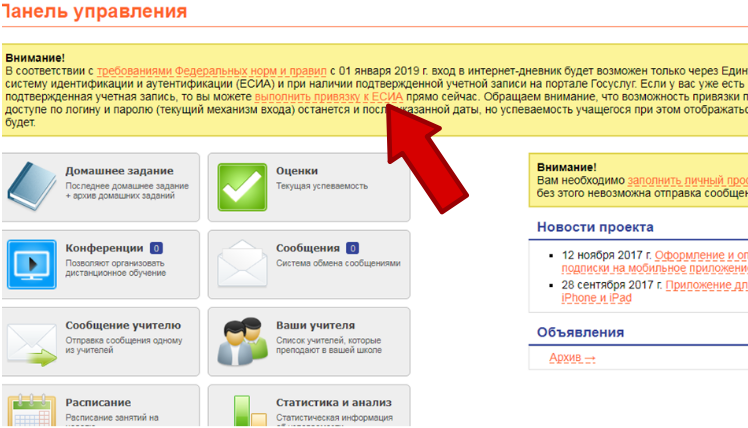 Панель управления
Внимание!
В соответствии с требованиями Федеральных норм и правил с 01 января 2019 г. вход в интернет-дневник будет возможен только через Един
систему идентификации и аутентификации (ЕСИА) и при наличии подтвержденной учетной записи на портале Госуслуг. Если у вас уже есть
подтвержденная учетная запись, то вы можете выполнить привязку к ЕСИА прямо сейчас. Обращаем внимание, что возможность привязки п
доступе по логину и паролю (текущий механизм входа) останется и после указанной даты, но успеваемость учащегося при этом отображатьс
будет.
Домашнее задание
Последнее домашнее задание
+ архив домашних заданий
Оценки
Текущая успеваемость
Конференции 0
Позволяют организовать
дистанционное обучение
Сообщения 0
Система обмена сообщениями
Сообщение учителю
Отправка сообщения одному
из учителей
Ваши учителя
Список учителей, которые
преподают в вашей школе
Расписание
Расписание занятий на
Статистика и анализ
Статистическая информация
Внимание!
Вам необходимо заполнить личный проф
без этого невозможна отправка сообщен
Новости проекта
12 ноября 2017 г. Оформление и оп
подписки на мобильное приложени
28 сентября 2017 г. Приложение дл
iPhone и iPad
Объявления
Архив →